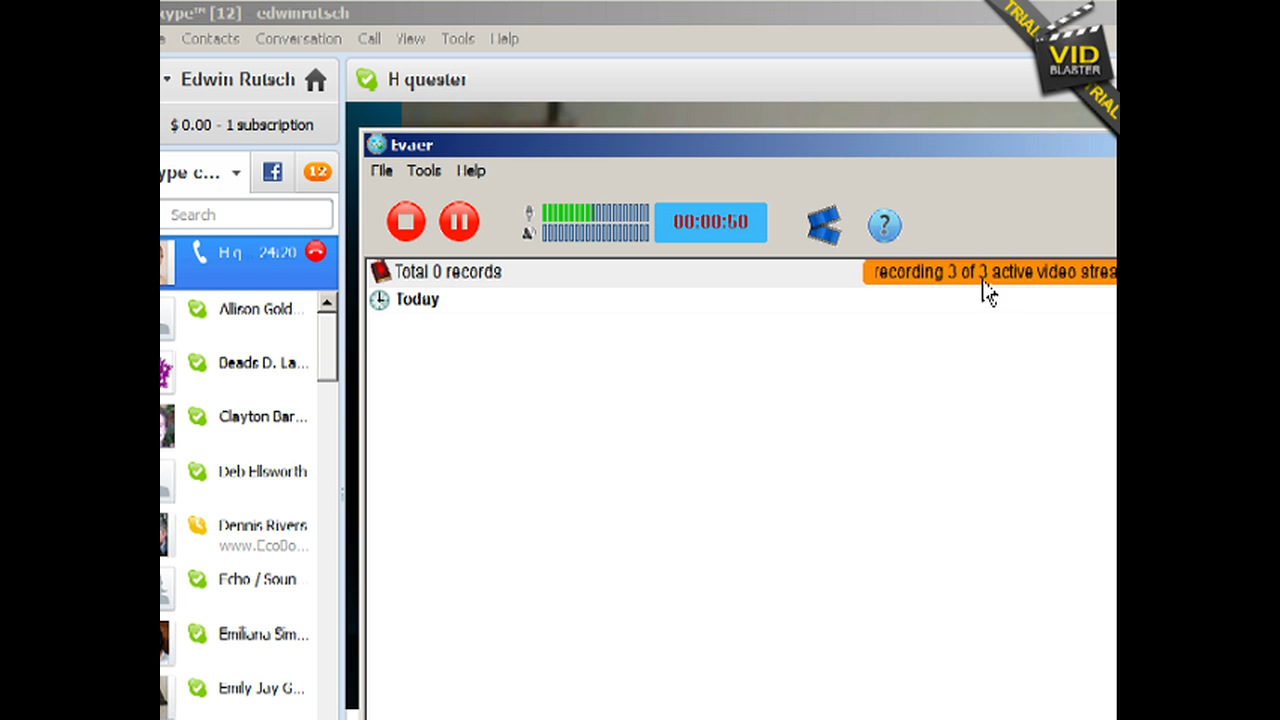 ype™ [12] edwinrutsch
Contacts Conversation Call View Tools Help
Edwin Rutsch
H quester
$0.00 - 1 subscription
ype c...
12
Search
H q 24:20
Allison Gold...
Deads D. La...
Clayton Bar...
Deb Ellsworth
Dennis Rivers
www.EcoDo...
Echo / Soun
Emiliana Sim...
Emily Jay G...
Evaer
File Tools Help
00:00:50
?
Total 0 records
recording 3 of 3 active video strea
Today
TRIAL
VID
BLASTER
TRIAL